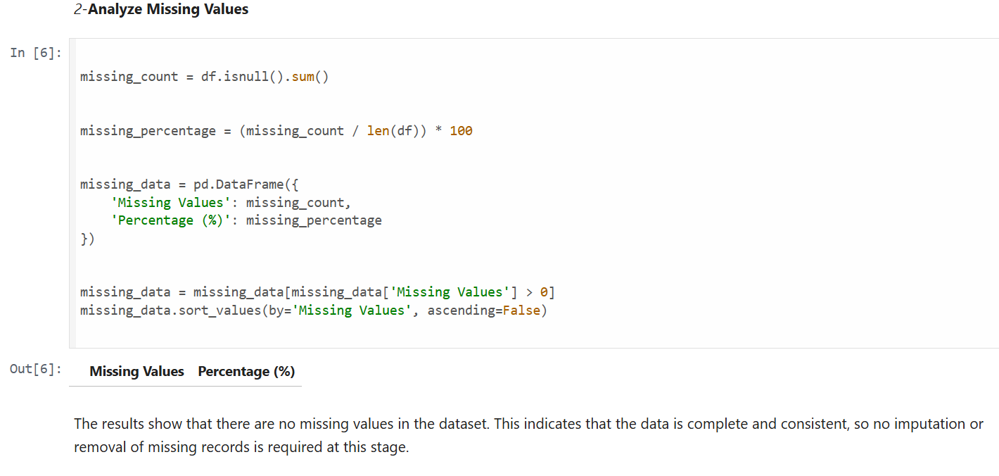 2-Analyze Missing Values
In [6]:
missing_count = df.isnull().sum()
missing_percentage = (missing_count / len(df)) * 100
missing_data = pd.DataFrame({
    'Missing Values': missing_count,
    'Percentage (%)': missing_percentage
})
missing_data = missing_data[missing_data['Missing Values'] > 0]
missing_data.sort_values(by='Missing Values', ascending=False)
Out[6]:
Missing Values Percentage (%)
The results show that there are no missing values in the dataset. This indicates that the data is complete and consistent, so no imputation or
removal of missing records is required at this stage.